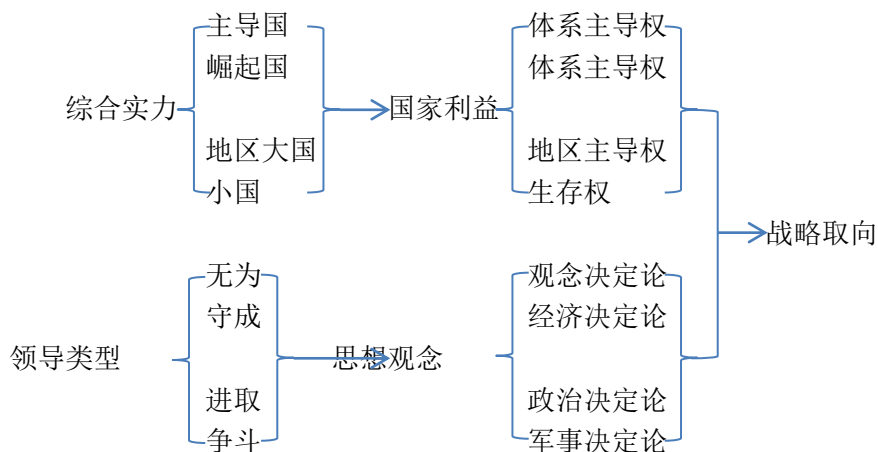 主导国 体系主导权
崛起国 体系主导权
综合实力 国家利益
地区大国 地区主导权
小国 生存权
战略取向
无为 观念决定论
守成 经济决定论
领导类型 思想观念
进取 政治决定论
争斗 军事决定论